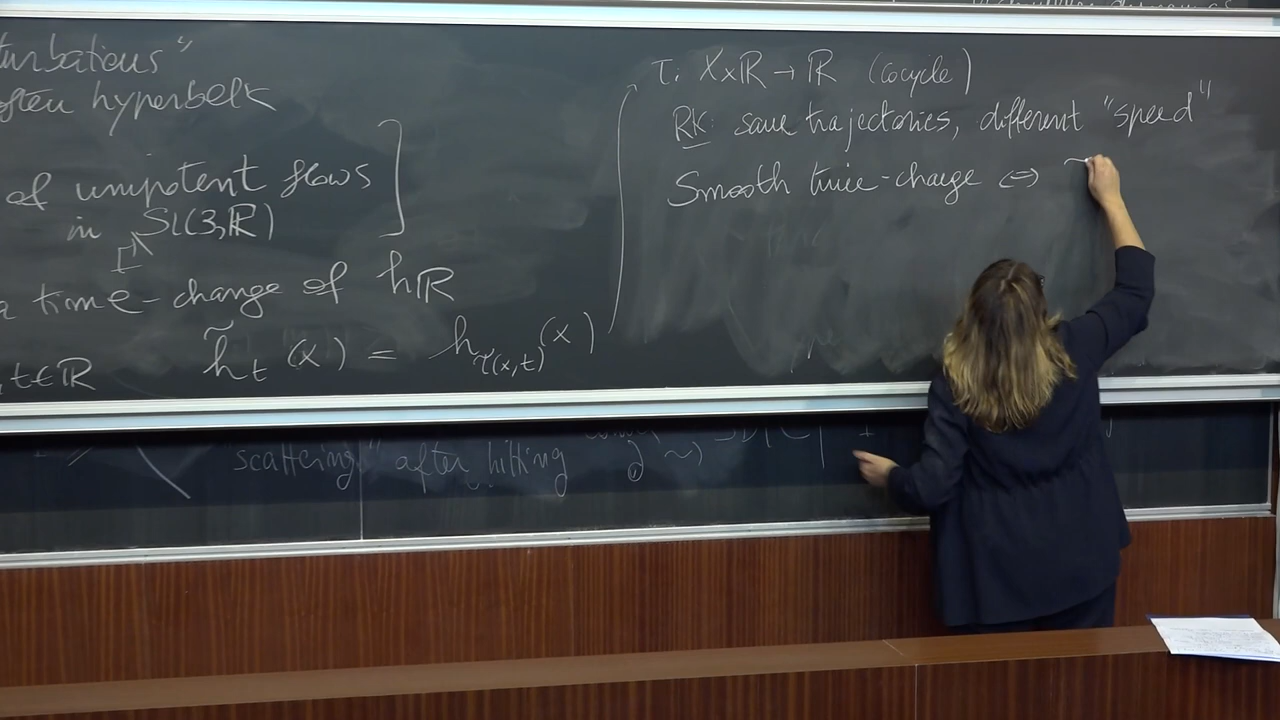 turbations"
often hyperbolic
of unipotent flows
in Sl(3,ℝ)
a time-change of hℝ
,t∈ℝ h̃_t (x) = h_τ(x,t) (x)
τ: X×ℝ → ℝ (cocycle)
RK: same trajectories, different "speed"
Smooth time-change ⇔
"scattering" after hitting ∂ ~)